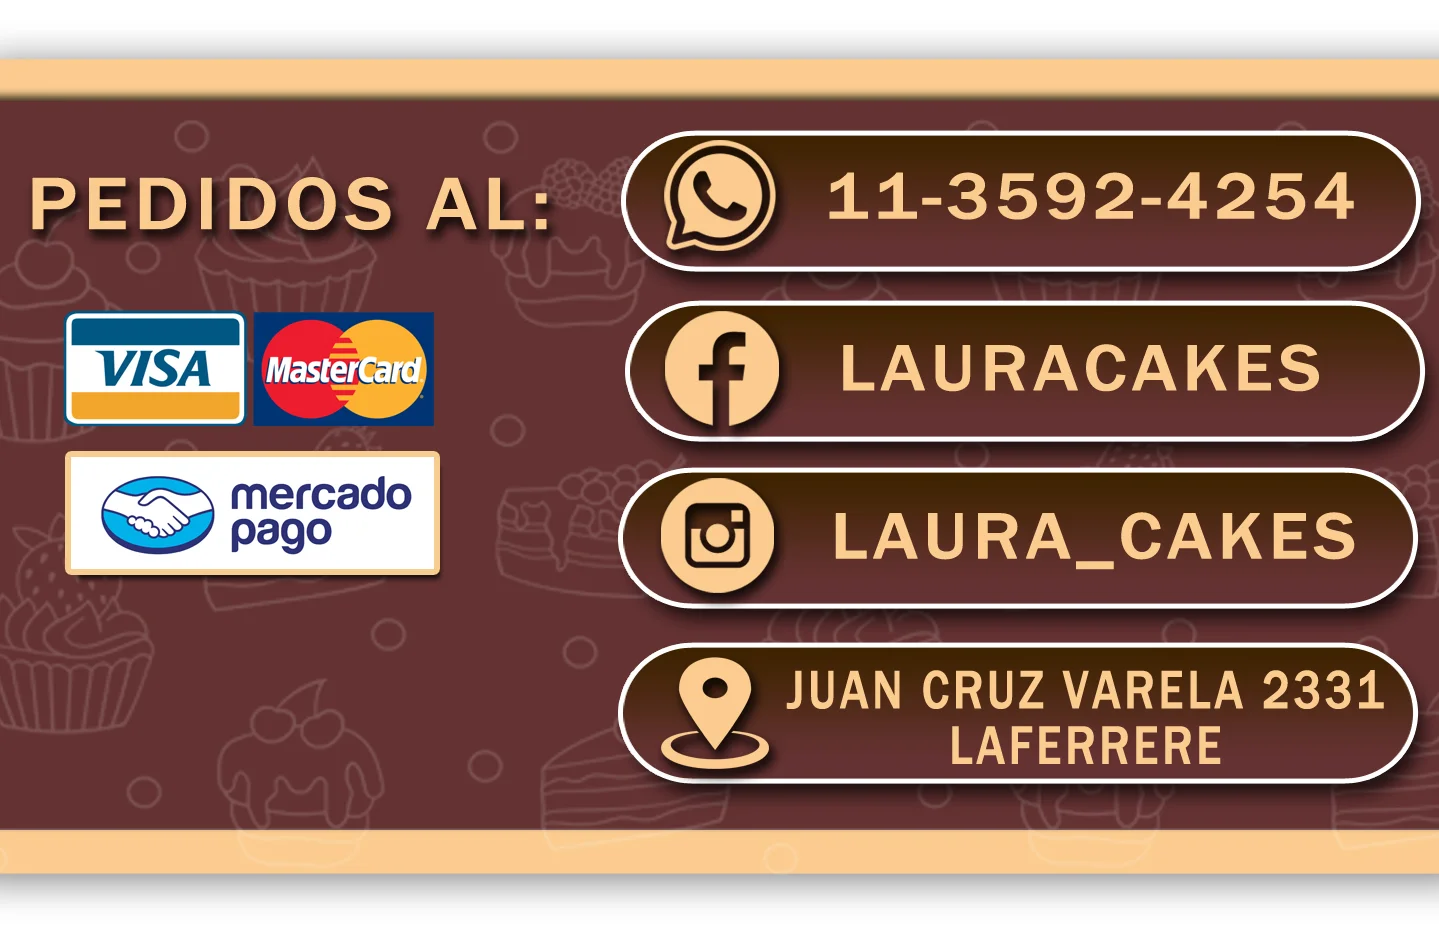 PEDIDOS AL:
VISA
MasterCard
mercado
pago
11-3592-4254
LAURACAKES
LAURA_CAKES
JUAN CRUZ VARELA 2331
LAFERRERE